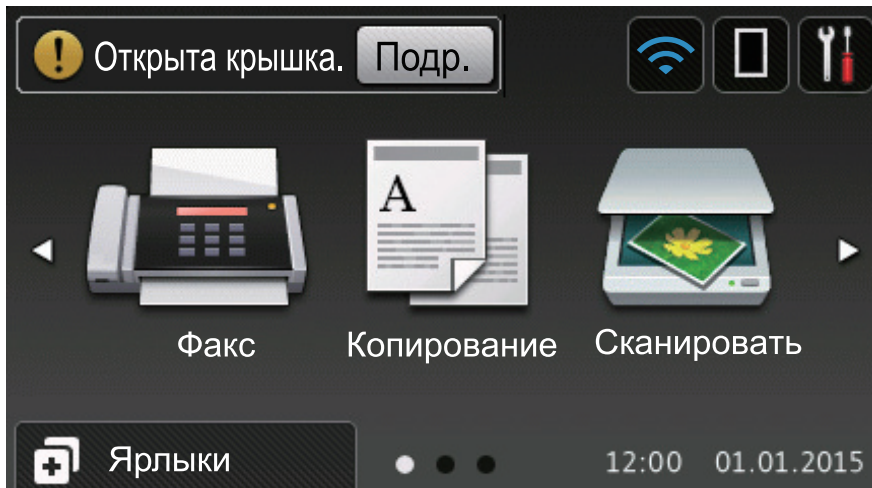 Открыта крышка. Подр.
A
Факс Копирование Сканировать
Ярлыки 12:00 01.01.2015